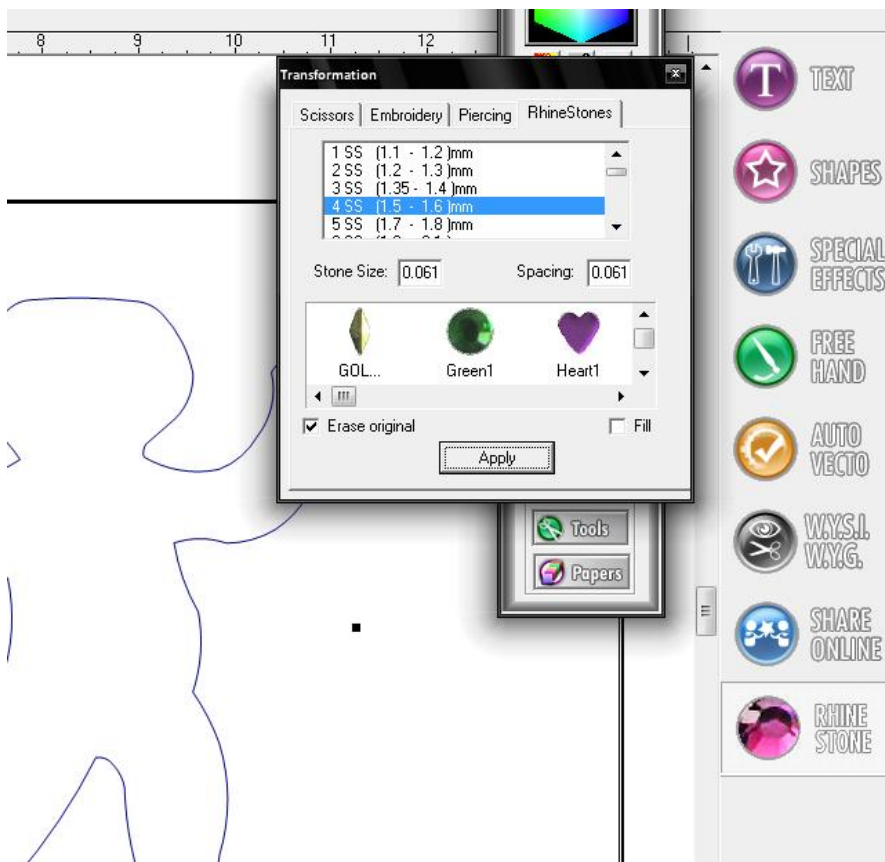 8 9 10 11 12
Transformation
Scissors Embroidery Piercing RhineStones
1 SS (1.1 - 1.2 )mm
2 SS (1.2 - 1.3 )mm
3 SS (1.35 - 1.4 )mm
4 SS (1.5 - 1.6 )mm
5 SS (1.7 - 1.8 )mm
Stone Size: 0.061 Spacing: 0.061
GOL... Green1 Heart1
Erase original Fill
Apply
Tools
Papers
TEXT
SHAPES
SPECIAL
EFFECTS
FREE
HAND
AUTO
VECTO
W.Y.S.I.
W.Y.G.
SHARE
ONLINE
RHINE
STONE